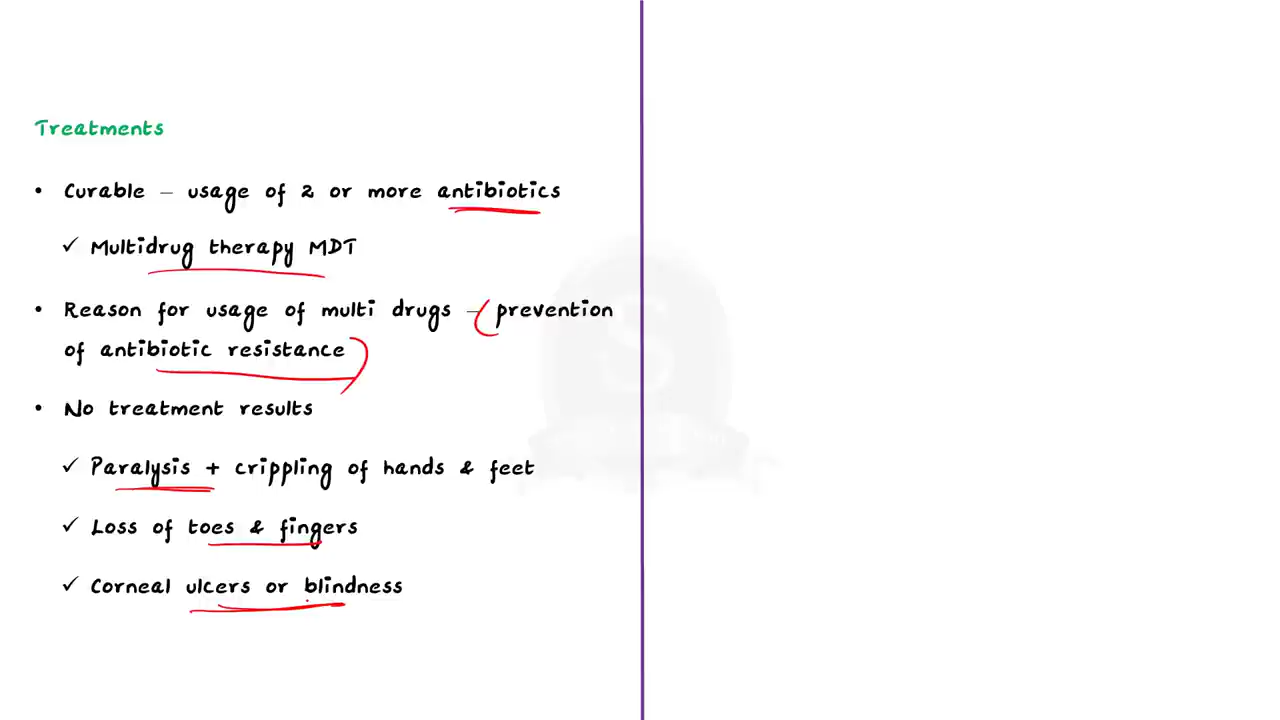 Treatments
• Curable – usage of 2 or more antibiotics
✓ Multidrug therapy MDT
• Reason for usage of multi drugs – prevention
of antibiotic resistance
• No treatment results
✓ Paralysis + crippling of hands & feet
✓ Loss of toes & fingers
✓ Corneal ulcers or blindness